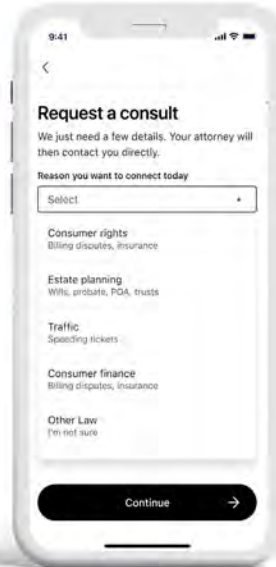 9:41
Request a consult
We just need a few details. Your attorney will
then contact you directly.
Reason you want to connect today
Select
Consumer rights
Billing disputes, insurance
Estate planning
Wills, probate, POA, trusts
Traffic
Speeding tickets
Consumer finance
Billing disputes, insurance
Other Law
I'm not sure
Continue